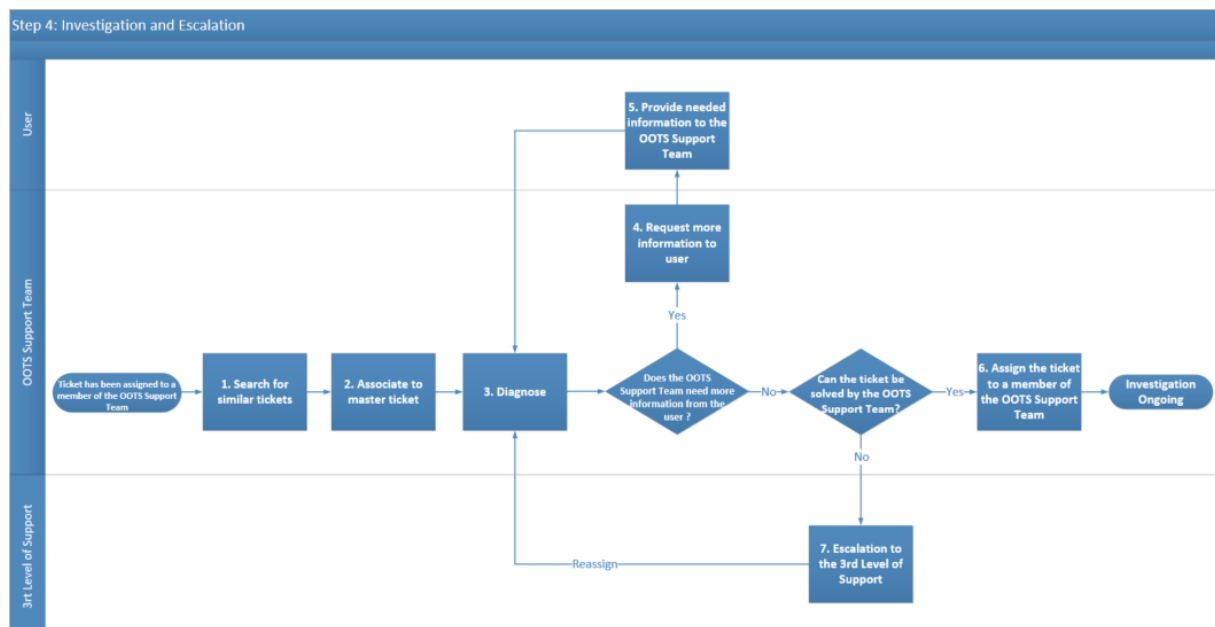 Step 4: Investigation and Escalation
User
5. Provide needed
information to the
OOTS Support
Team
OOTS Support Team
4. Request more
information to
user
Yes
Ticket has been assigned to a
member of the OOTS Support
Team
1. Search for
similar tickets
2. Associate to
master ticket
3. Diagnose
Does the OOTS
Support Team need more
information from the
user ?
No
Can the ticket be
solved by the OOTS
Support Team?
Yes
6. Assign the ticket
to a member of
the OOTS Support
Team
Investigation
Ongoing
No
3rt Level of Support
7. Escalation to
the 3rd Level of
Support
Reassign